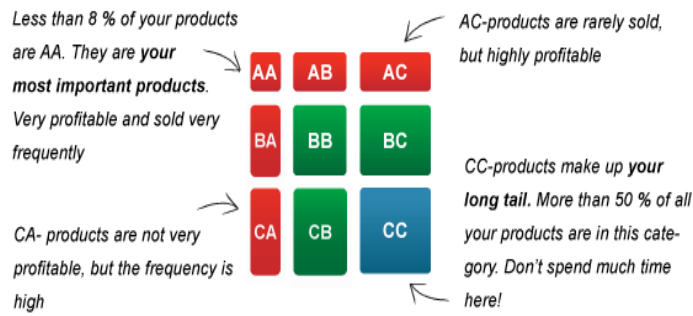 Less than 8 % of your products
are AA. They are your
most important products.
Very profitable and sold very
frequently
AC-products are rarely sold,
but highly profitable
AA AB AC
BA BB BC
CA CB CC
CA- products are not very
profitable, but the frequency is
high
CC-products make up your
long tail. More than 50 % of all
your products are in this cate-
gory. Don't spend much time
here!